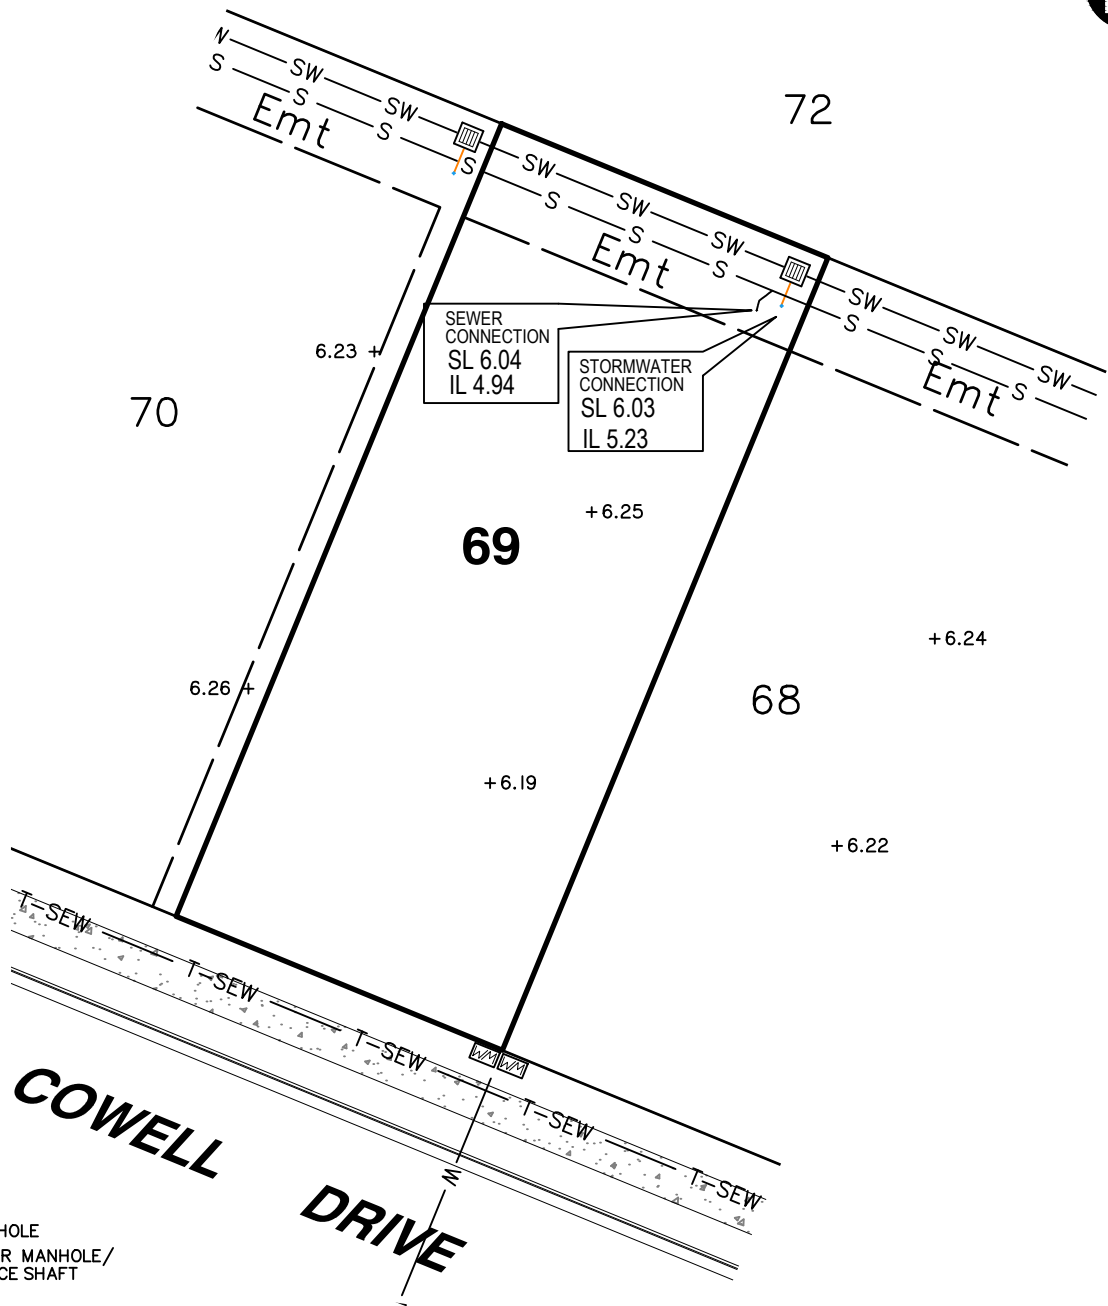 72
W
SW
SW
S
S
S
S
Emt
SW
SW
SW
S
S
S
Emt
SW
SW
SW
S
S
S
Emt
SEWER
CONNECTION
SL 6.04
IL 4.94
STORMWATER
CONNECTION
SL 6.03
IL 5.23
6.23 +
70
+6.25
69
+6.24
68
6.26 +
+6.19
+6.22
T-SEW
T-SEW
T-SEW
T-SEW
T-SEW
WM
WM
W
COWELL DRIVE
HOLE
R MANHOLE/
CE SHAFT